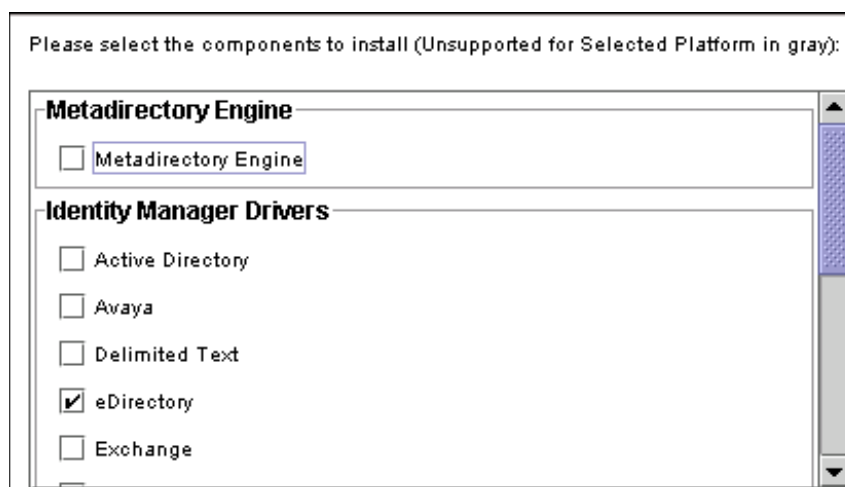 Please select the components to install (Unsupported for Selected Platform in gray):
Metadirectory Engine
Metadirectory Engine
Identity Manager Drivers
Active Directory
Avaya
Delimited Text
eDirectory
Exchange